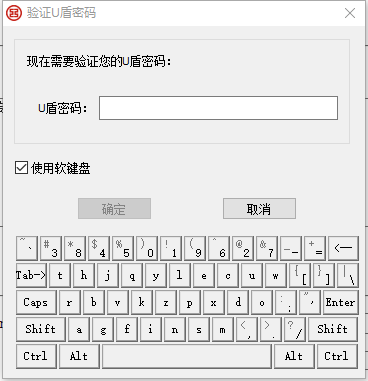 验证U盾密码
现在需要验证您的U盾密码：
U盾密码：
使用软键盘
确定 取消
~ ` # 3 * 8 $ 4 % 5 ) 0 ! 1 ( 9 ^ 6 @ 2 & 7 _ - + = <—
Tab-> t h j q y l e c u w { [ } ] | \
Caps r b v k z x p d o : ; " ' Enter
Shift a g f i n s m < , > . ? / Shift
Ctrl Alt Alt Ctrl